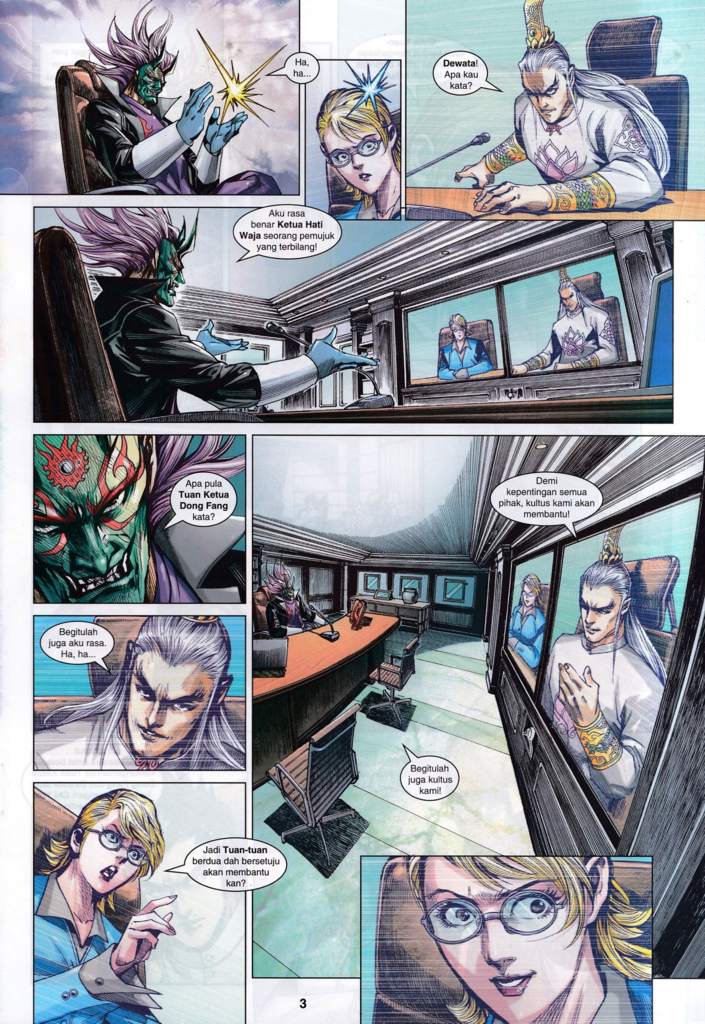 Ha,
ha...
Dewata!
Apa kau
kata?
Aku rasa
benar Ketua Hati
Waja seorang pemujuk
yang terbilang!
Apa pula
Tuan Ketua
Dong Fang
kata?
Demi
kepentingan semua
pihak, kultus kami akan
membantu!
Begitulah
juga aku rasa.
Ha, ha...
Begitulah
juga kultus
kami!
Jadi Tuan-tuan
berdua dah bersetuju
akan membantu
kan?
3